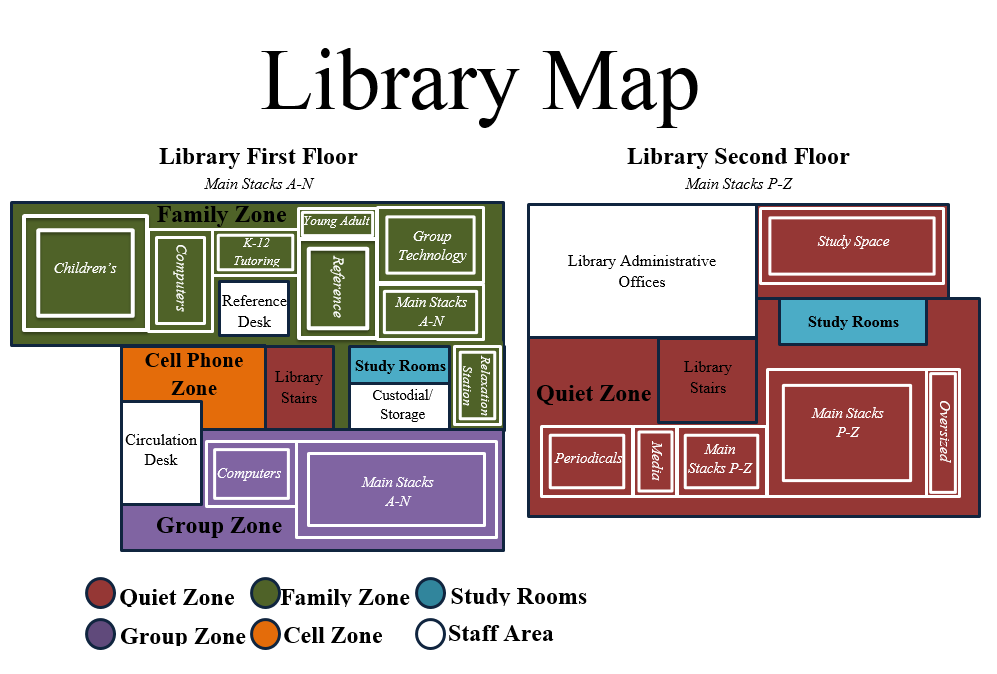 Library Map
Library First Floor
Main Stacks A-N
Family Zone
Children's
Computers
K-12
Tutoring
Reference
Desk
Young Adult
Reference
Group
Technology
Main Stacks
A-N
Cell Phone
Zone
Library
Stairs
Study Rooms
Custodial/
Storage
Relaxation
Station
Circulation
Desk
Computers
Main Stacks
A-N
Group Zone
Library Second Floor
Main Stacks P-Z
Library Administrative
Offices
Study Space
Study Rooms
Quiet Zone
Library
Stairs
Periodicals
Media
Main
Stacks P-Z
Main Stacks
P-Z
Oversized
Quiet Zone
Family Zone
Study Rooms
Group Zone
Cell Zone
Staff Area